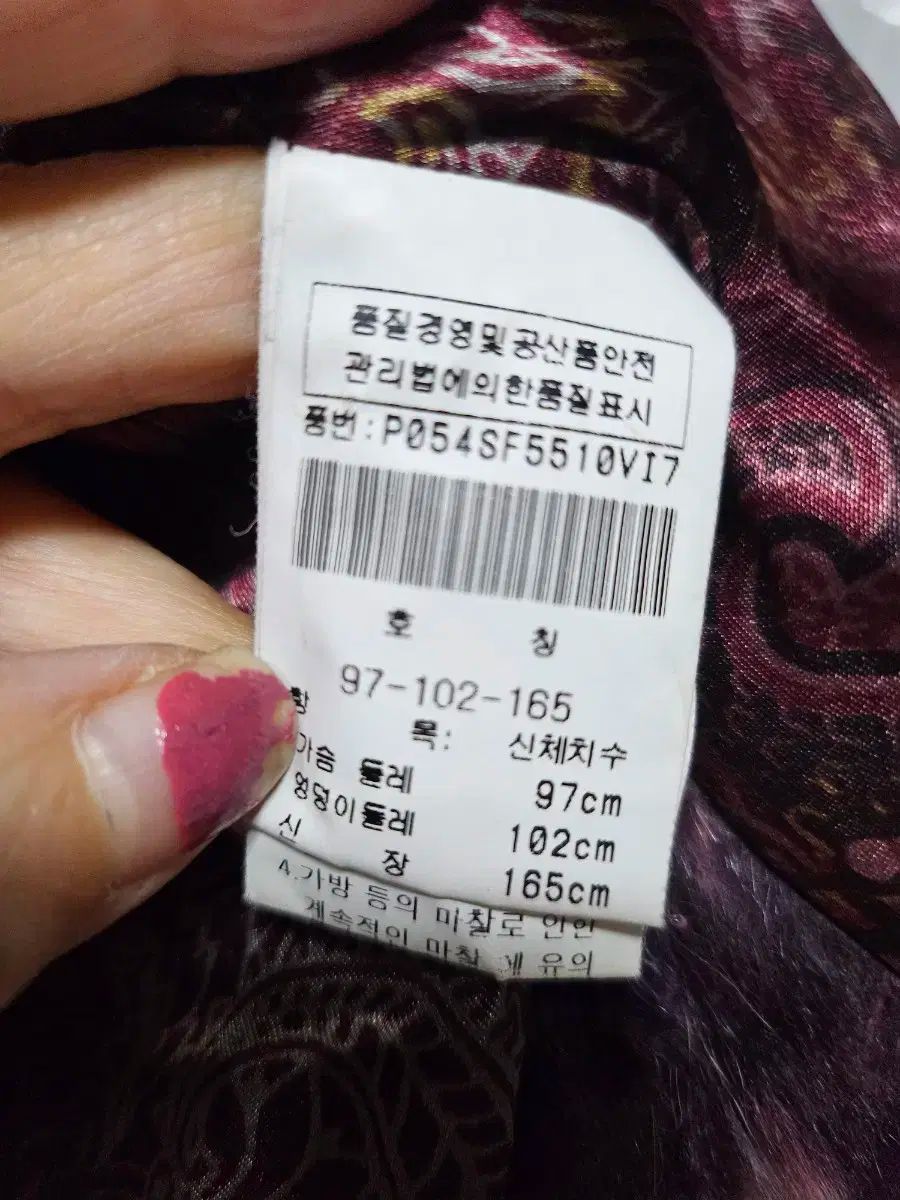 품질경영및공산품안전
관리법에의한품질표시
품번:P054SF5510VI7
호 칭
97-102-165
항 목: 신체치수
가슴 둘레 97cm
엉덩이둘레 102cm
신 장 165cm
4.가방 등의 마찰로 인한
계속적인 마찰 유의